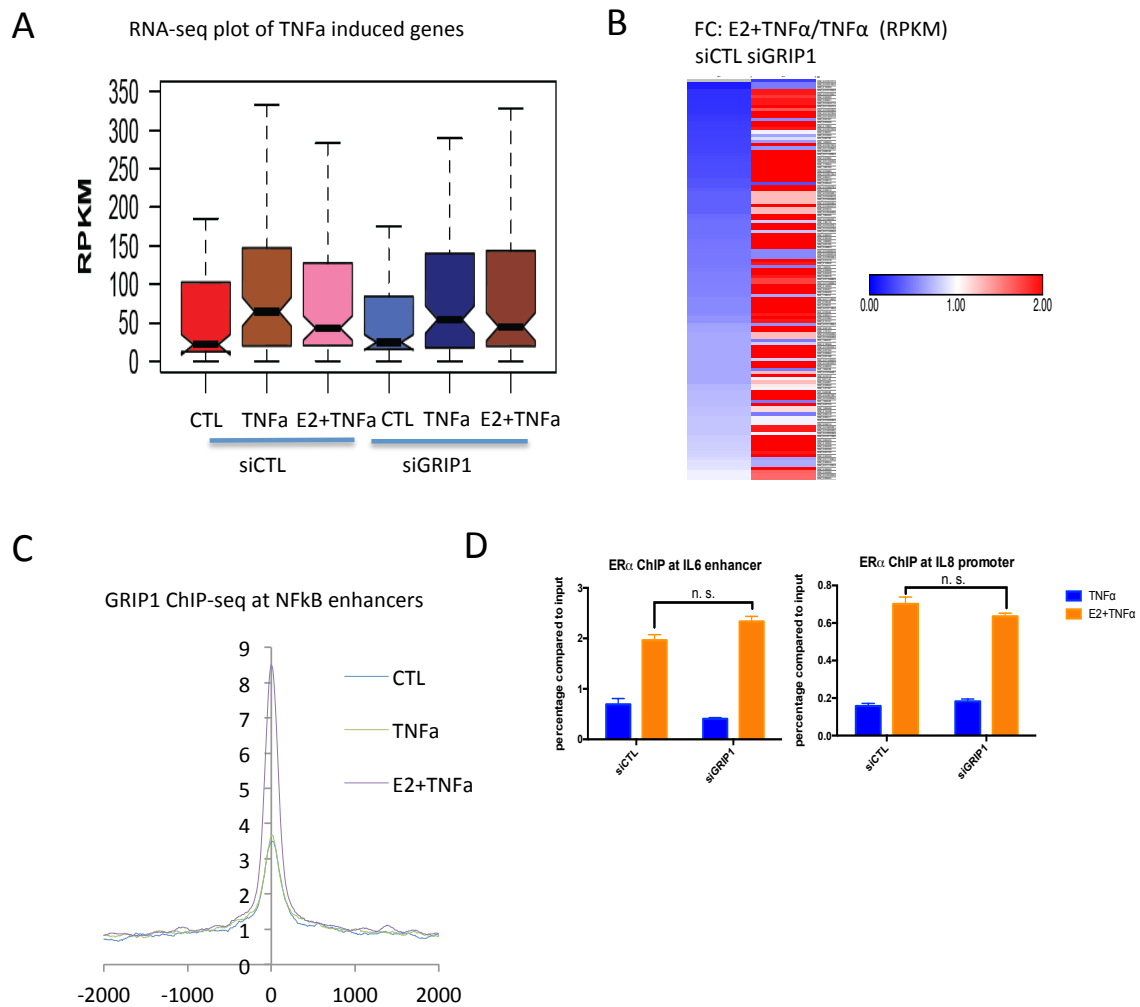 A
RNA-seq plot of TNFa induced genes
RPKM
350
300
250
200
150
100
50
0
CTL TNFa E2+TNFa CTL TNFa E2+TNFa
siCTL siGRIP1
B
FC: E2+TNFα/TNFα (RPKM)
siCTL siGRIP1
0.00 1.00 2.00
C
GRIP1 ChIP-seq at NFkB enhancers
9
8
7
6
5
4
3
2
1
0
-2000 -1000 0 1000 2000
CTL
TNFa
E2+TNFa
D
ERα ChIP at IL6 enhancer
percentage compared to input
3
2
1
0
n. s.
siCTL siGRIP1
ERα ChIP at IL8 promoter
percentage compared to input
0.8
0.6
0.4
0.2
0.0
n. s.
siCTL siGRIP1
TNFα
E2+TNFα